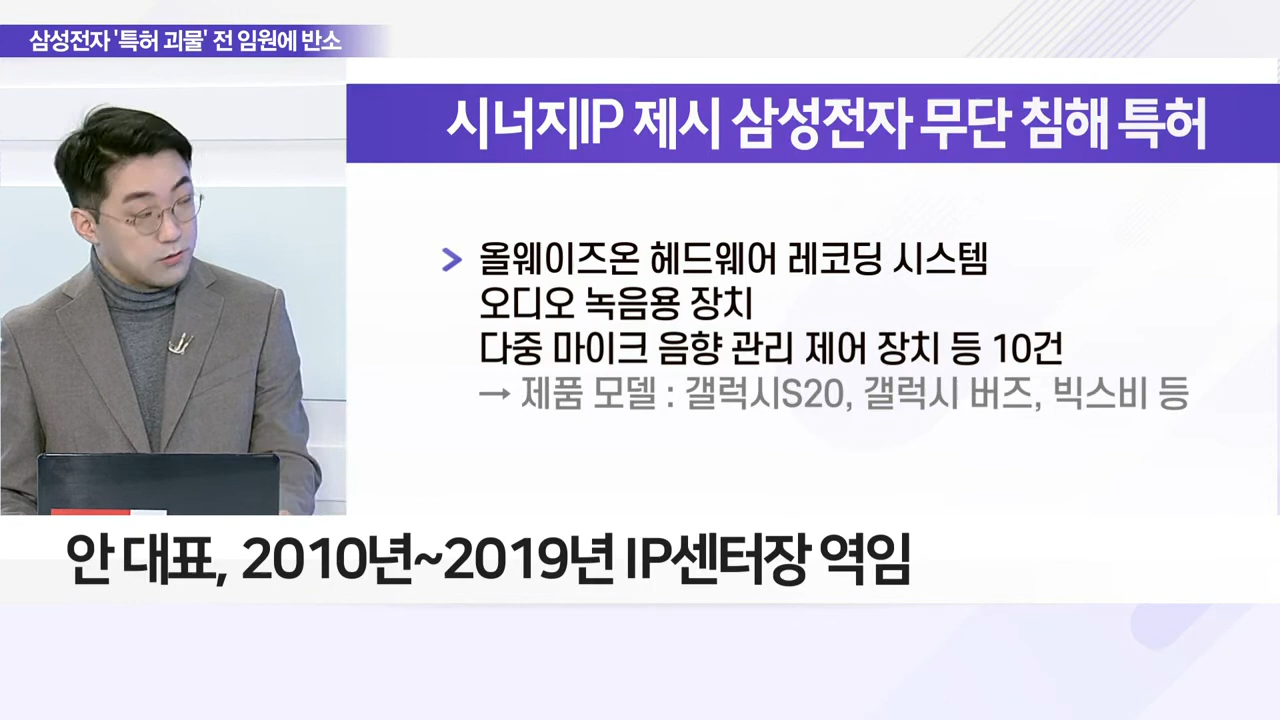 삼성전자 '특허 괴물' 전 임원에 반소
시너지IP 제시 삼성전자 무단 침해 특허
> 올웨이즈온 헤드웨어 레코딩 시스템
오디오 녹음용 장치
다중 마이크 음향 관리 제어 장치 등 10건
→ 제품 모델 : 갤럭시S20, 갤럭시 버즈, 빅스비 등
안 대표, 2010년~2019년 IP센터장 역임